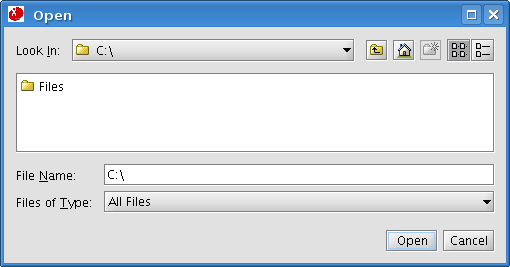 Open
Look In: C:\
Files
File Name: C:\
Files of Type: All Files
Open Cancel